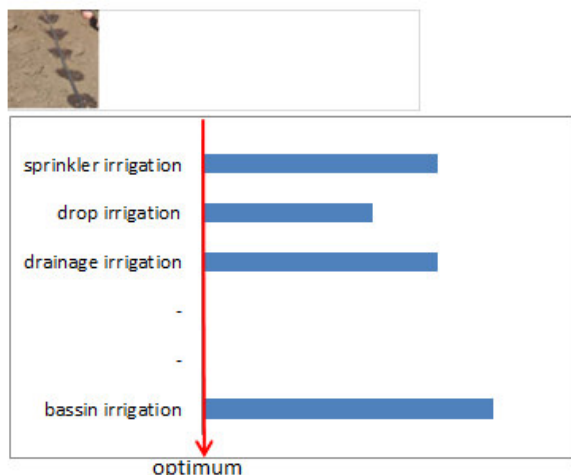 sprinkler irrigation
drop irrigation
drainage irrigation
-
-
bassin irrigation
optimum